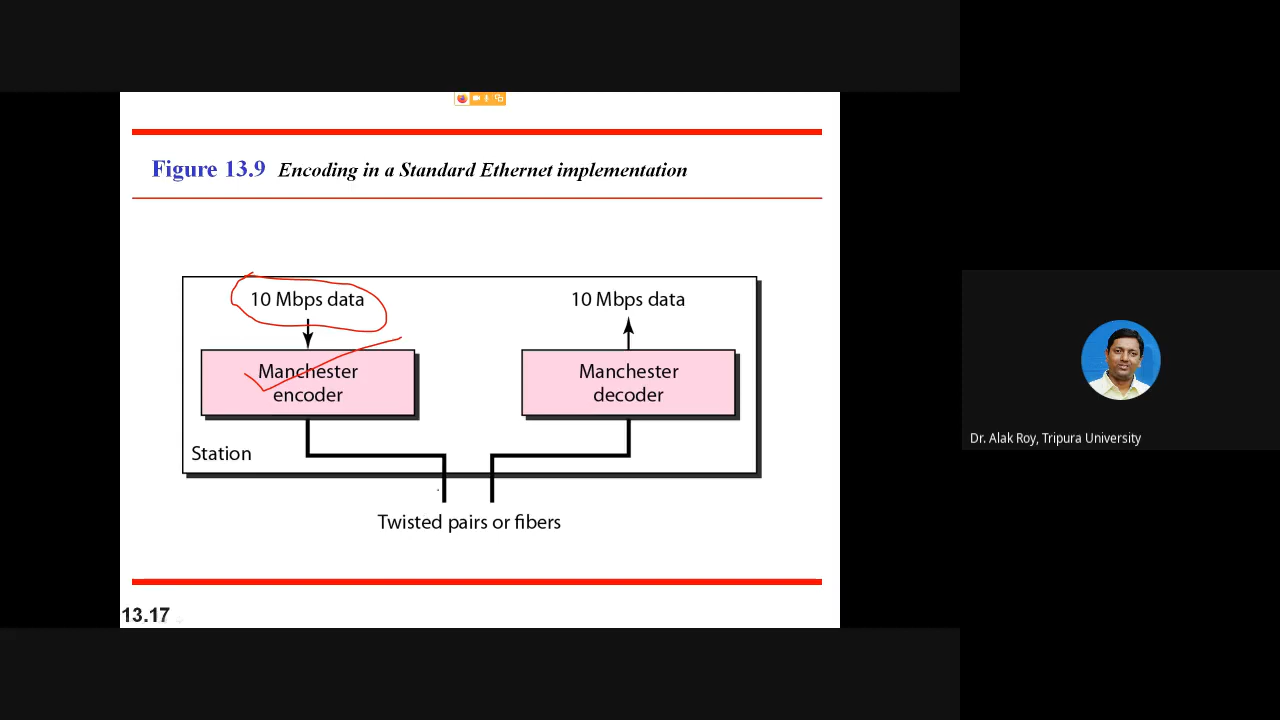 Figure 13.9 Encoding in a Standard Ethernet implementation
10 Mbps data
10 Mbps data
Manchester
encoder
Manchester
decoder
Station
Twisted pairs or fibers
13.17
Dr. Alak Roy, Tripura University